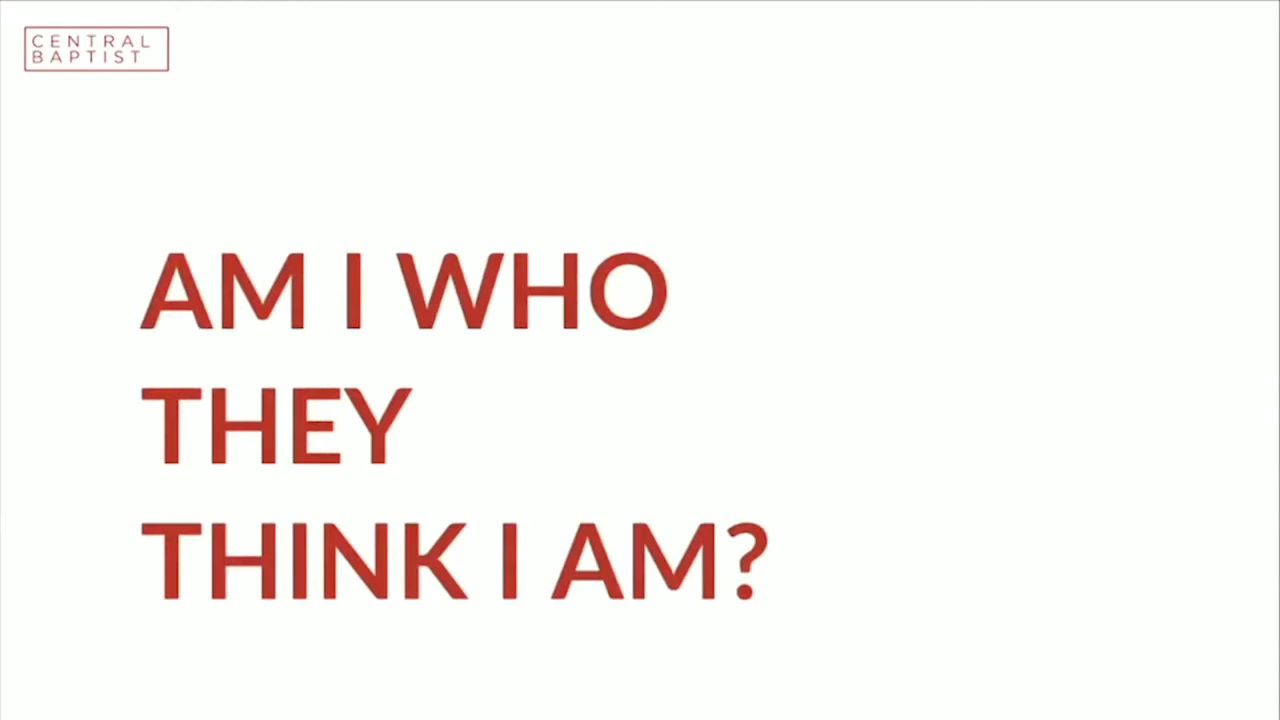 CENTRAL
BAPTIST
AM I WHO
THEY
THINK I AM?